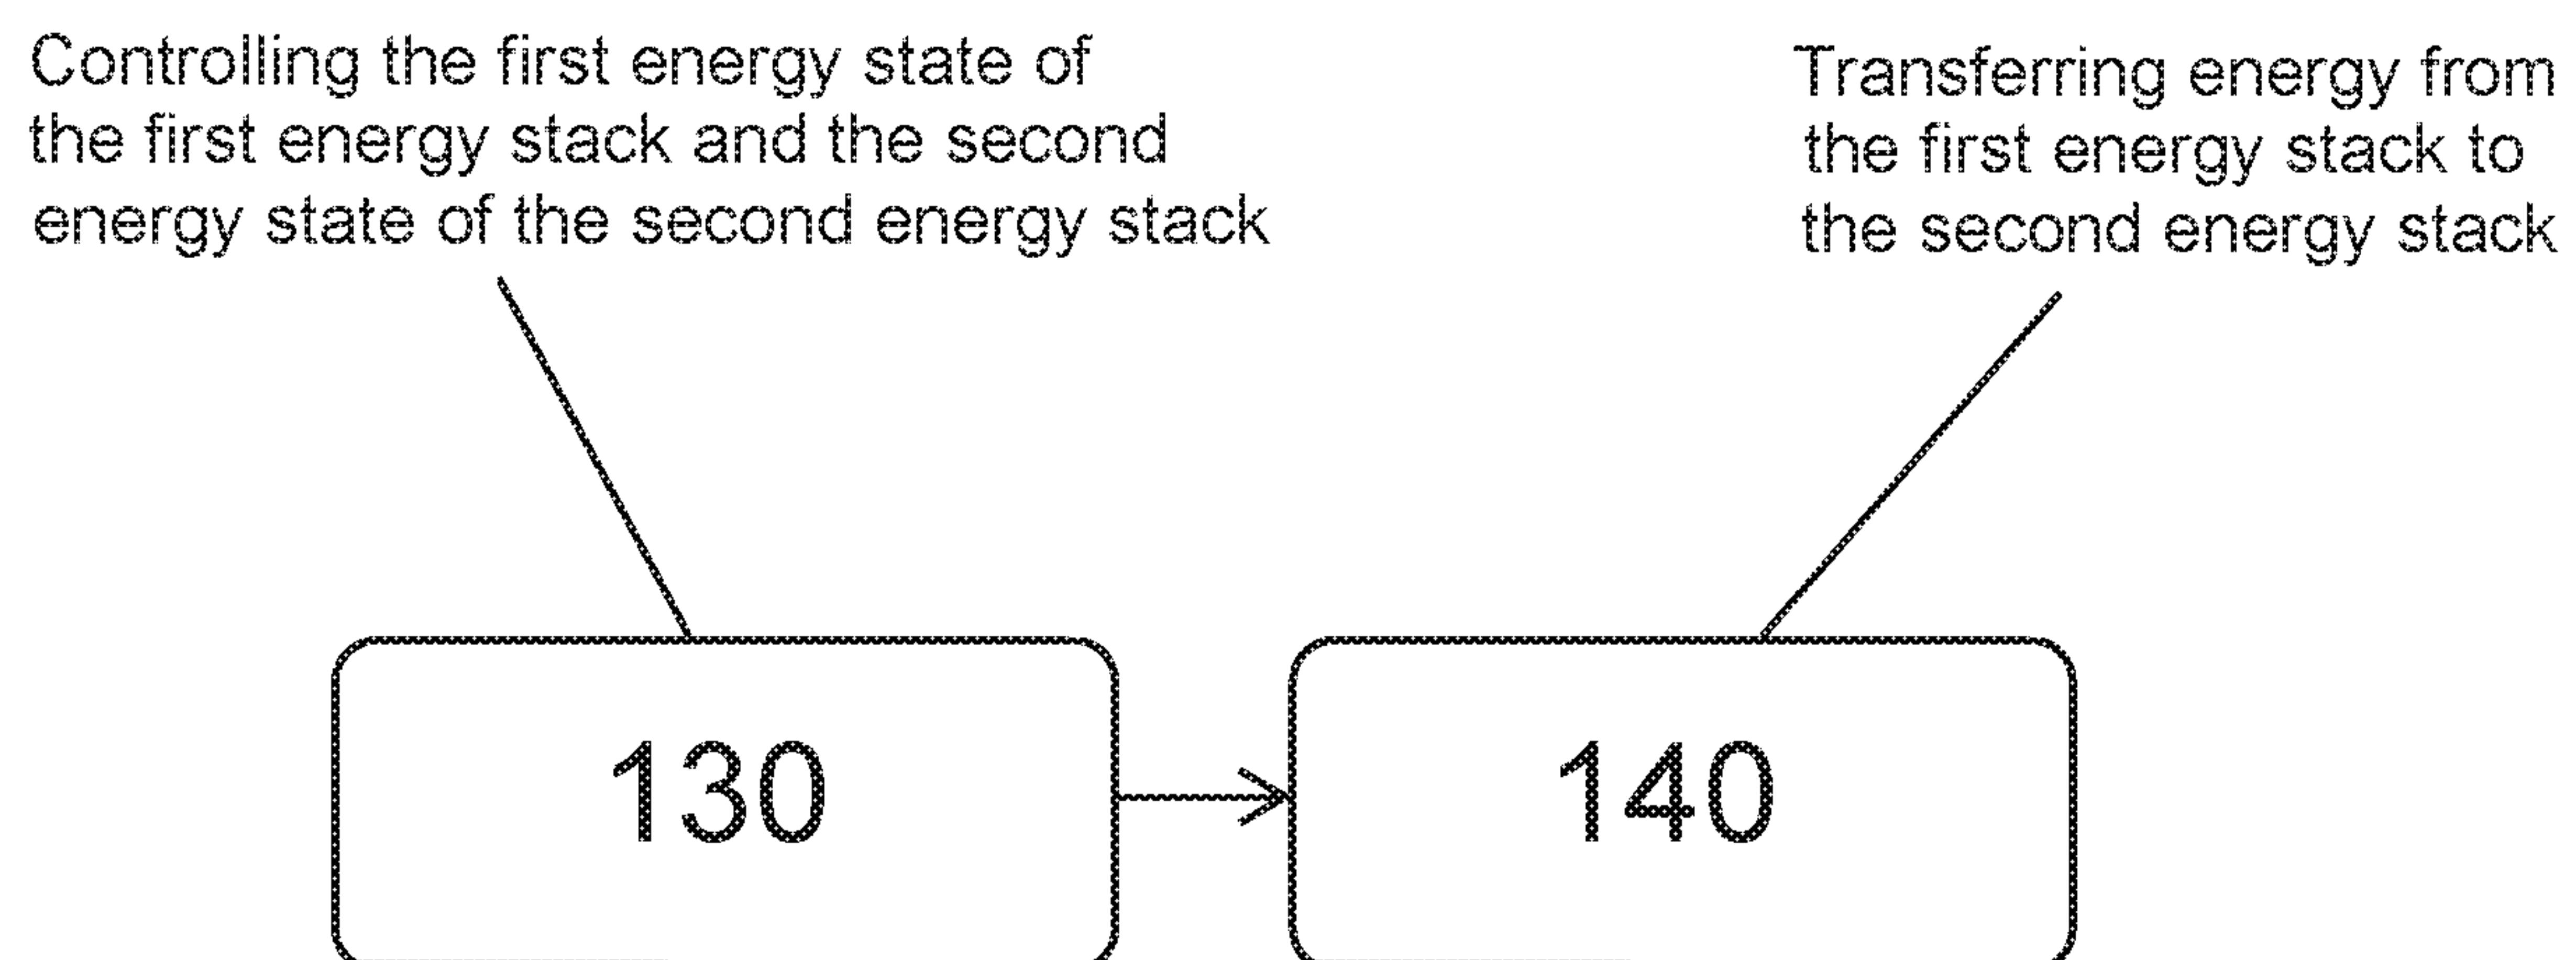 Controlling the first energy state of
the first energy stack and the second
energy state of the second energy stack
Transferring energy from
the first energy stack to
the second energy stack
130
140